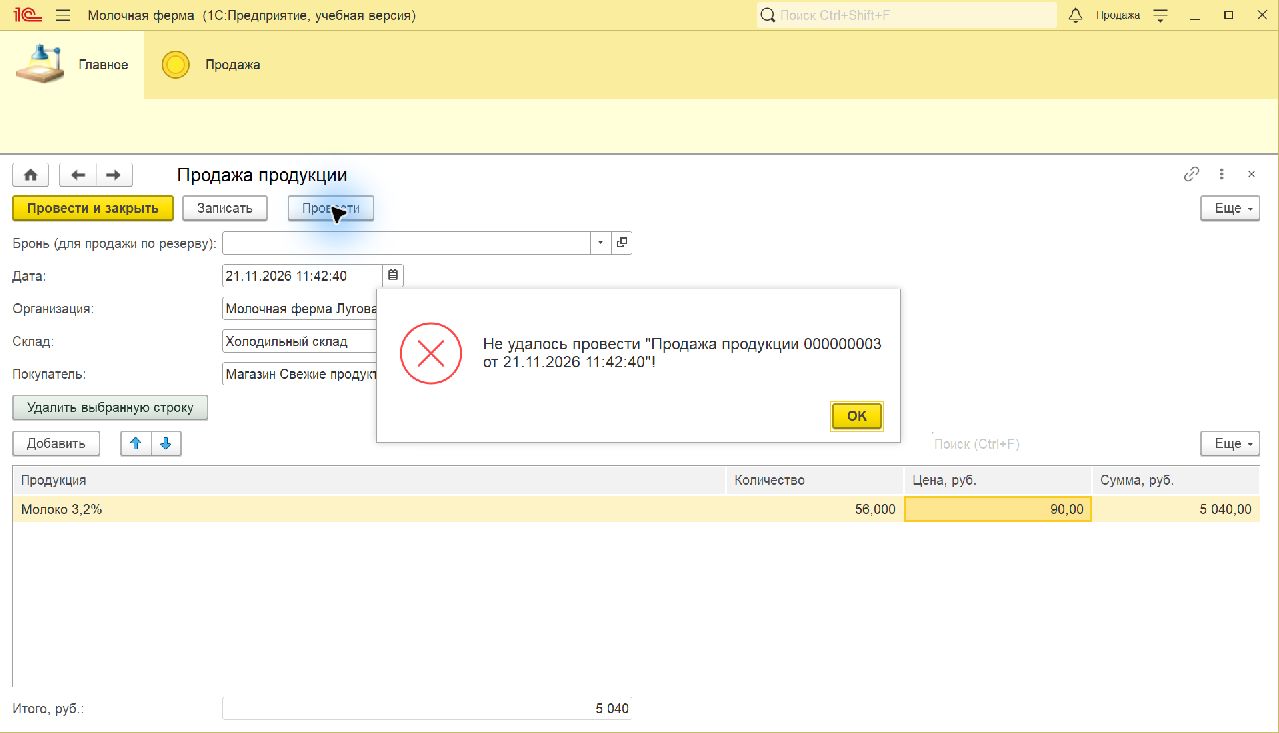 1С Молочная ферма (1С:Предприятие, учебная версия) Поиск Ctrl+Shift+F Продажа
Главное Продажа
Продажа продукции
Провести и закрыть Записать Провести Еще
Бронь (для продажи по резерву):
Дата: 21.11.2026 11:42:40
Организация: Молочная ферма Лугова
Склад: Холодильный склад
Покупатель: Магазин Свежие продукт
Не удалось провести "Продажа продукции 000000003
от 21.11.2026 11:42:40"!
OK
Удалить выбранную строку
Добавить Поиск (Ctrl+F) Еще
Продукция Количество Цена, руб. Сумма, руб.
Молоко 3,2% 56,000 90,00 5 040,00
Итого, руб.: 5 040